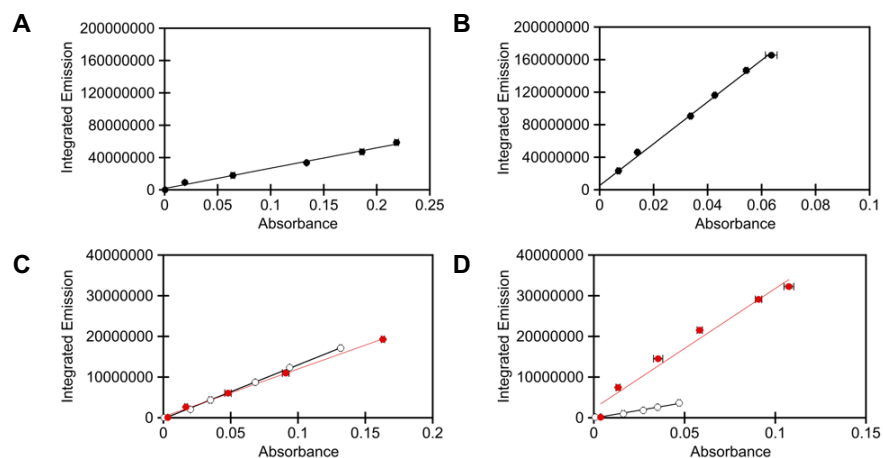 A
200000000
160000000
120000000
80000000
40000000
0
Integrated Emission
0 0.05 0.1 0.15 0.2 0.25
Absorbance
B
200000000
160000000
120000000
80000000
40000000
0
Integrated Emission
0 0.02 0.04 0.06 0.08 0.1
Absorbance
C
40000000
30000000
20000000
10000000
0
Integrated Emission
0 0.05 0.1 0.15 0.2
Absorbance
D
40000000
30000000
20000000
10000000
0
Integrated Emission
0 0.05 0.1 0.15
Absorbance